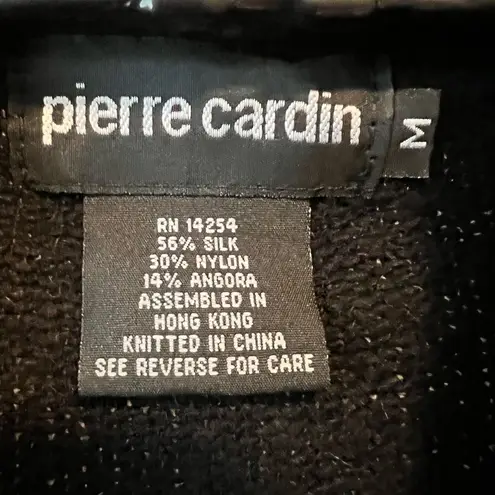 pierre cardin
M
RN 14254
56% SILK
30% NYLON
14% ANGORA
ASSEMBLED IN
HONG KONG
KNITTED IN CHINA
SEE REVERSE FOR CARE